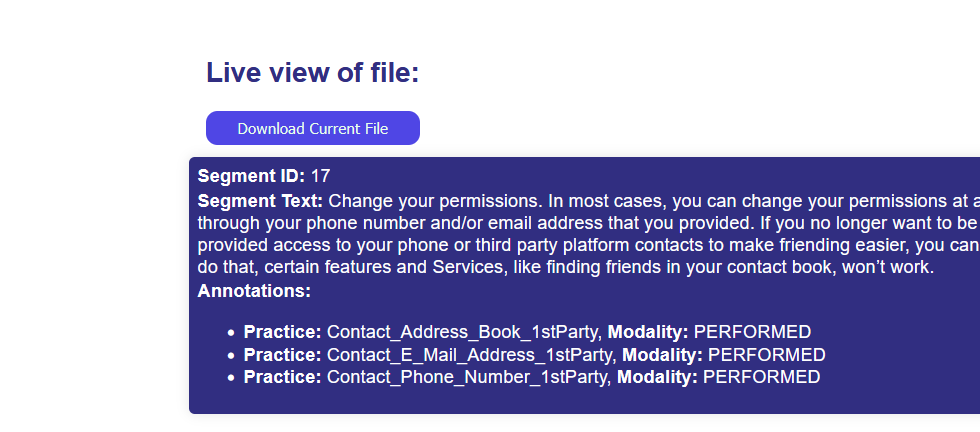 Live view of file:
Download Current File
Segment ID: 17
Segment Text: Change your permissions. In most cases, you can change your permissions at a
through your phone number and/or email address that you provided. If you no longer want to be
provided access to your phone or third party platform contacts to make friending easier, you can
do that, certain features and Services, like finding friends in your contact book, won’t work.
Annotations:
• Practice: Contact_Address_Book_1stParty, Modality: PERFORMED
• Practice: Contact_E_Mail_Address_1stParty, Modality: PERFORMED
• Practice: Contact_Phone_Number_1stParty, Modality: PERFORMED